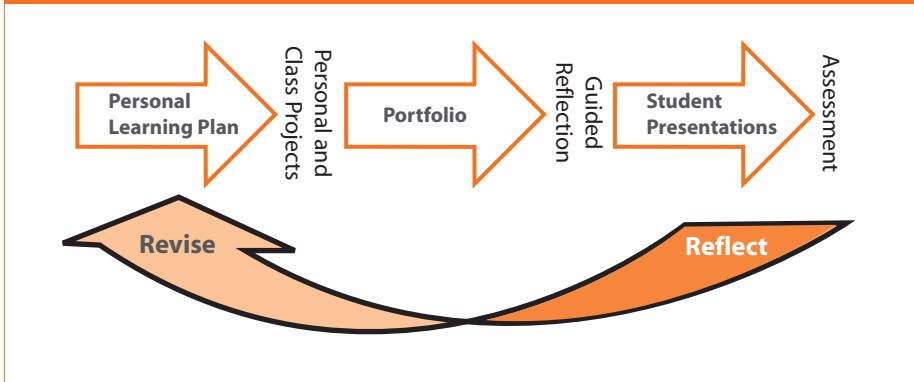 Personal
Learning Plan
Personal and
Class Projects
Portfolio
Guided
Reflection
Student
Presentations
Assessment
Revise
Reflect